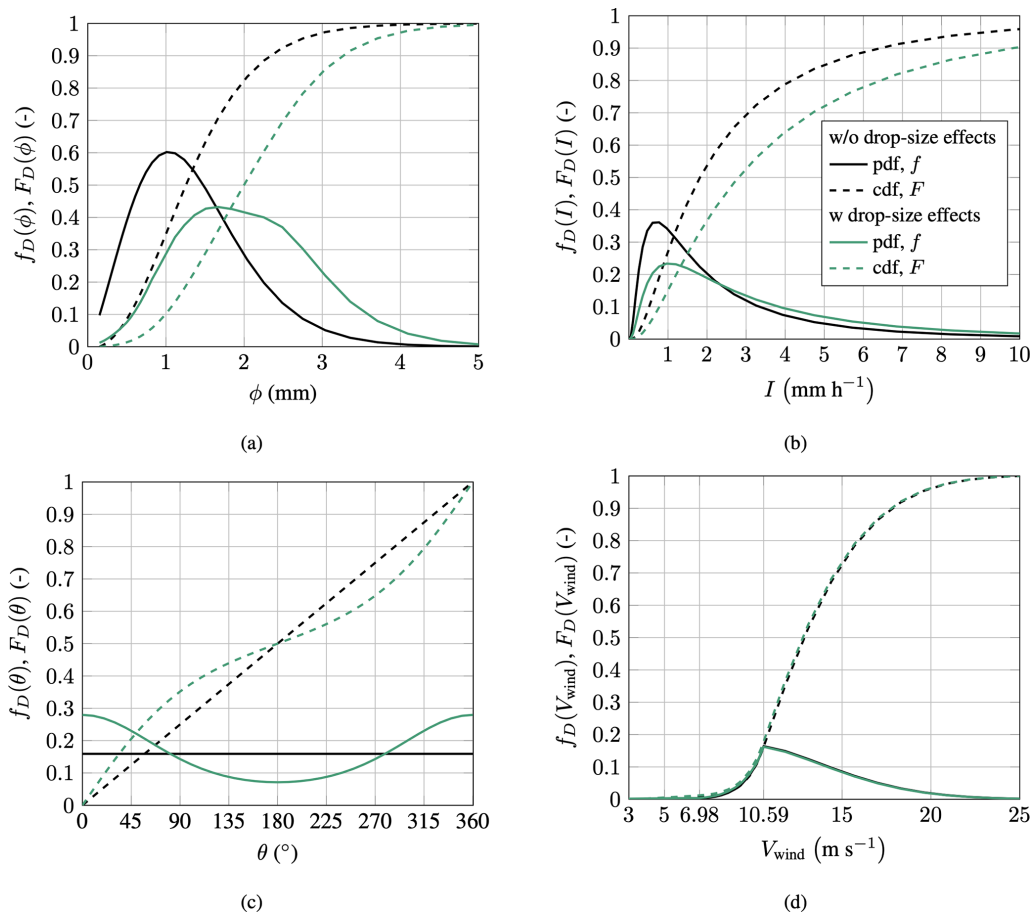 1
0.9
0.8
0.7
0.6
0.5
0.4
0.3
0.2
0.1
0
0 1 2 3 4 5
f_D(ϕ), F_D(ϕ) (-)
ϕ (mm)
(a)
1
0.9
0.8
0.7
0.6
0.5
0.4
0.3
0.2
0.1
0
1 2 3 4 5 6 7 8 9 10
f_D(I), F_D(I) (-)
I (mm h⁻¹)
w/o drop-size effects
pdf, f
cdf, F
w drop-size effects
pdf, f
cdf, F
(b)
1
0.9
0.8
0.7
0.6
0.5
0.4
0.3
0.2
0.1
0
0 45 90 135 180 225 270 315 360
f_D(θ), F_D(θ) (-)
θ (°)
(c)
1
0.9
0.8
0.7
0.6
0.5
0.4
0.3
0.2
0.1
0
3 5 6.98 10.59 15 20 25
f_D(V_wind), F_D(V_wind) (-)
V_wind (m s⁻¹)
(d)